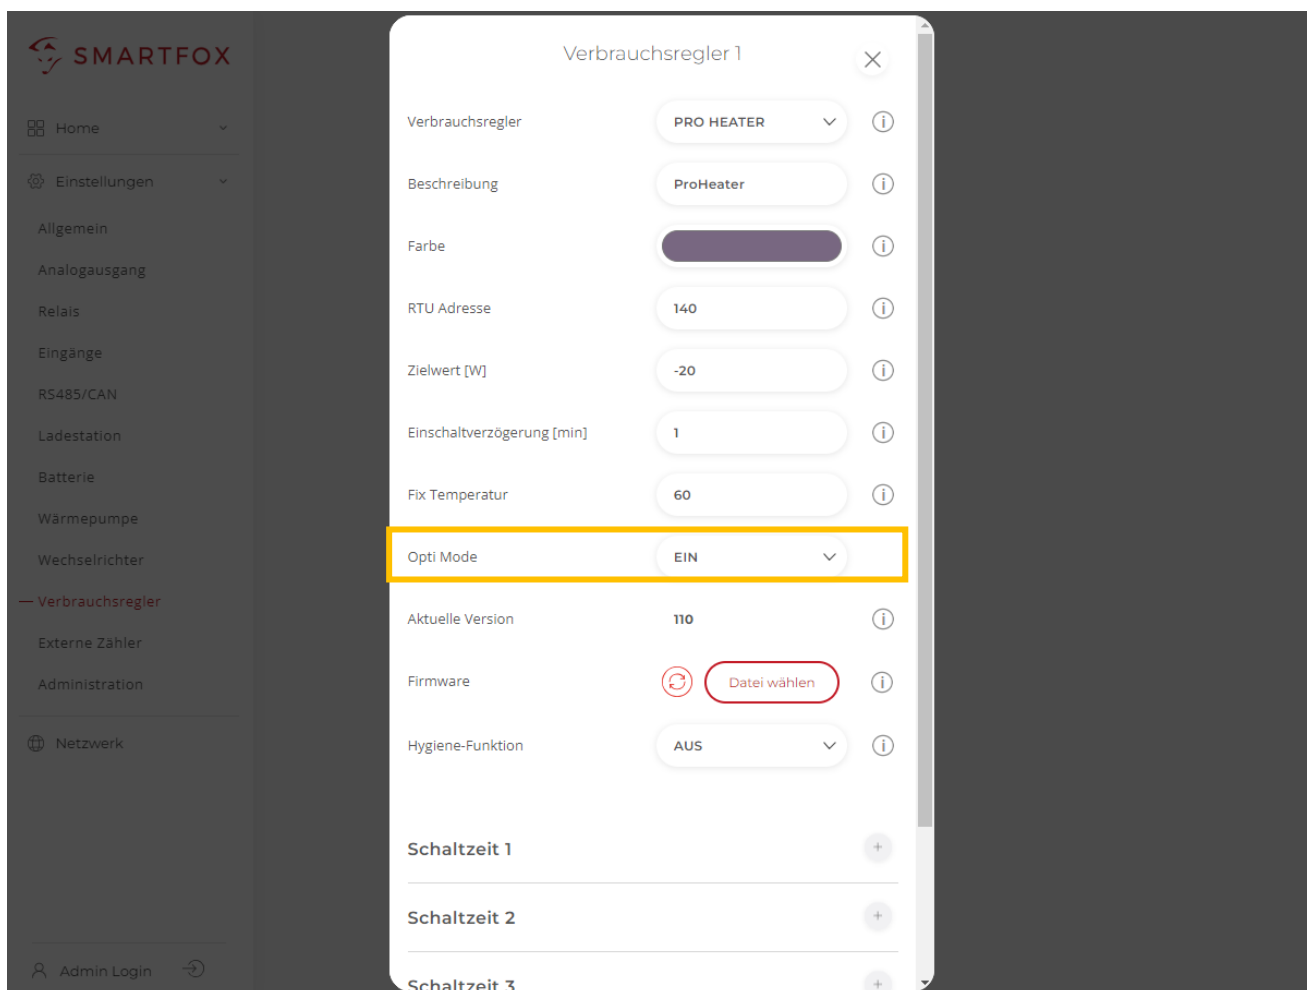 SMARTFOX
Home
Einstellungen
Allgemein
Analogausgang
Relais
Eingänge
RS485/CAN
Ladestation
Batterie
Wärmepumpe
Wechselrichter
Verbrauchsregler
Externe Zähler
Administration
Netzwerk
Admin Login
Verbrauchsregler 1
Verbrauchsregler PRO HEATER
Beschreibung ProHeater
Farbe
RTU Adresse 140
Zielwert [W] -20
Einschaltverzögerung [min] 1
Fix Temperatur 60
Opti Mode EIN
Aktuelle Version 110
Firmware Datei wählen
Hygiene-Funktion AUS
Schaltzeit 1
Schaltzeit 2
Schaltzeit 3